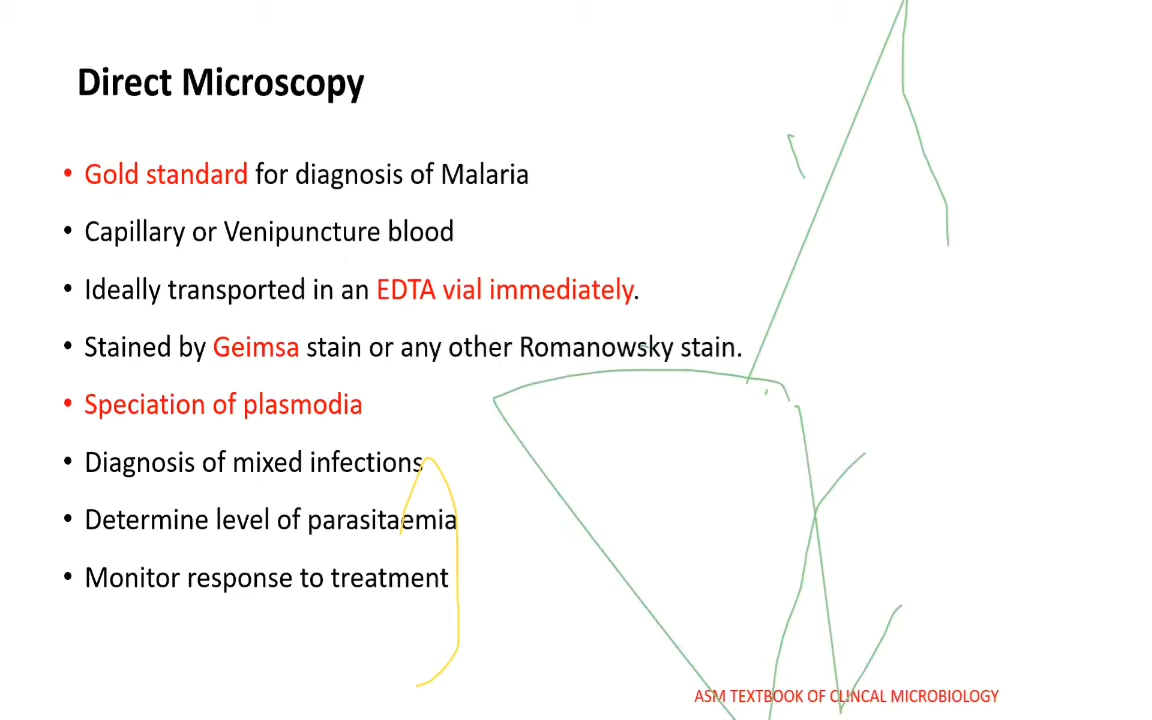 Direct Microscopy
• Gold standard for diagnosis of Malaria
• Capillary or Venipuncture blood
• Ideally transported in an EDTA vial immediately.
• Stained by Geimsa stain or any other Romanowsky stain.
• Speciation of plasmodia
• Diagnosis of mixed infections
• Determine level of parasitaemia
• Monitor response to treatment
ASM TEXTBOOK OF CLINCAL MICROBIOLOGY